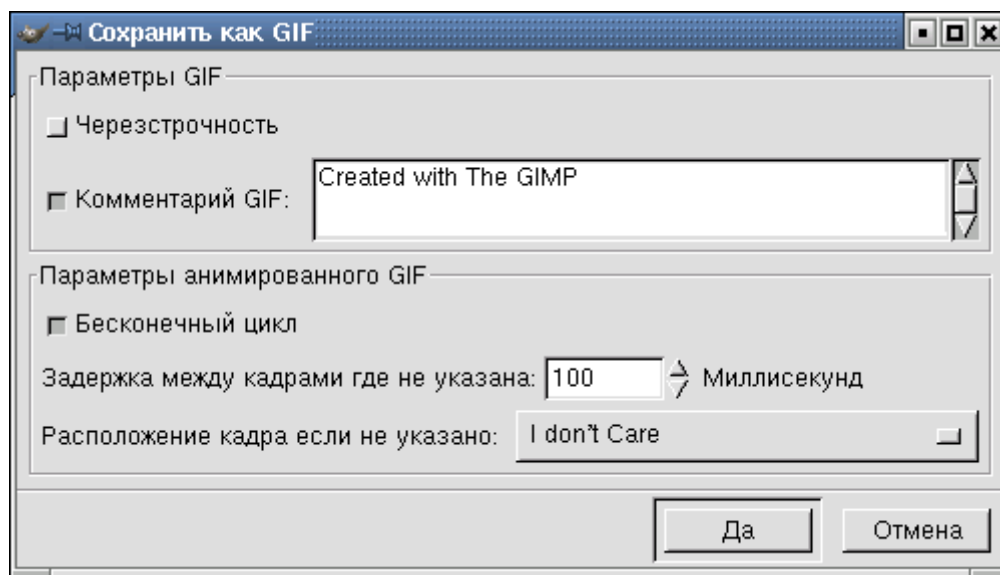 Сохранить как GIF
Параметры GIF
Черезстрочность
Комментарий GIF:
Created with The GIMP
Параметры анимированного GIF
Бесконечный цикл
Задержка между кадрами где не указана: 100 Миллисекунд
Расположение кадра если не указано: I don't Care
Да Отмена